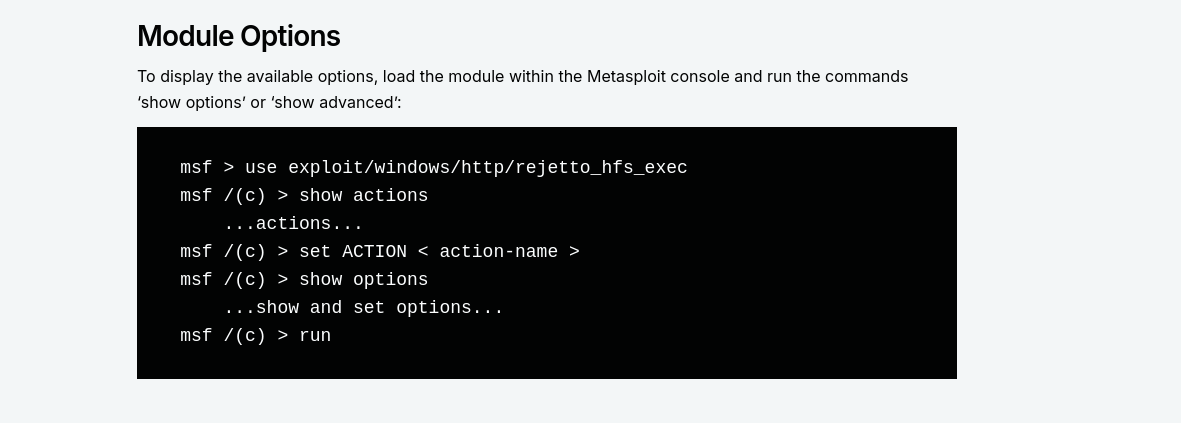 Module Options
To display the available options, load the module within the Metasploit console and run the commands
‘show options’ or ‘show advanced’:
msf > use exploit/windows/http/rejetto_hfs_exec
msf /(c) > show actions
    ...actions...
msf /(c) > set ACTION < action-name >
msf /(c) > show options
    ...show and set options...
msf /(c) > run